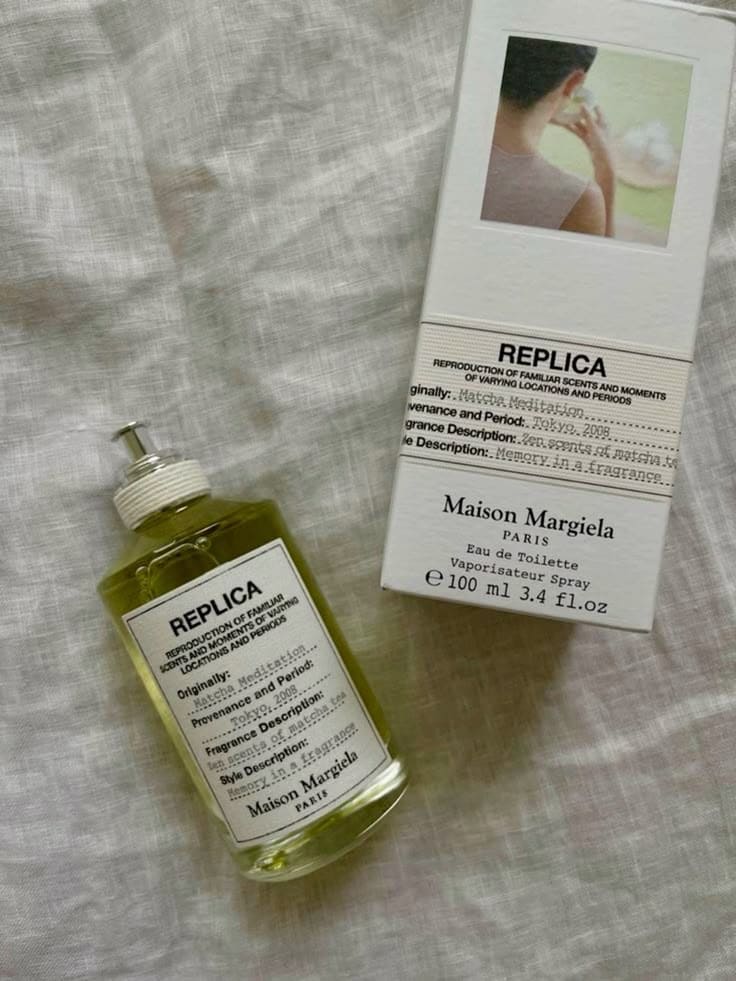 REPLICA
REPRODUCTION OF FAMILIAR SCENTS AND MOMENTS
OF VARYING LOCATIONS AND PERIODS
ginally: Matcha Meditation
venance and Period: Tokyo, 2008
grance Description: Zen scents of matcha te
le Description: Memory in a fragrance
Maison Margiela
PARIS
Eau de Toilette
Vaporisateur Spray
℮ 100 ml 3.4 fl.oz
REPLICA
REPRODUCTION OF FAMILIAR
SCENTS AND MOMENTS OF VARYING
LOCATIONS AND PERIODS
Originally:
Matcha Meditation
Provenance and Period:
Tokyo, 2008
Fragrance Description:
Zen scents of matcha tea
Style Description:
Memory in a fragrance
Maison Margiela
PARIS